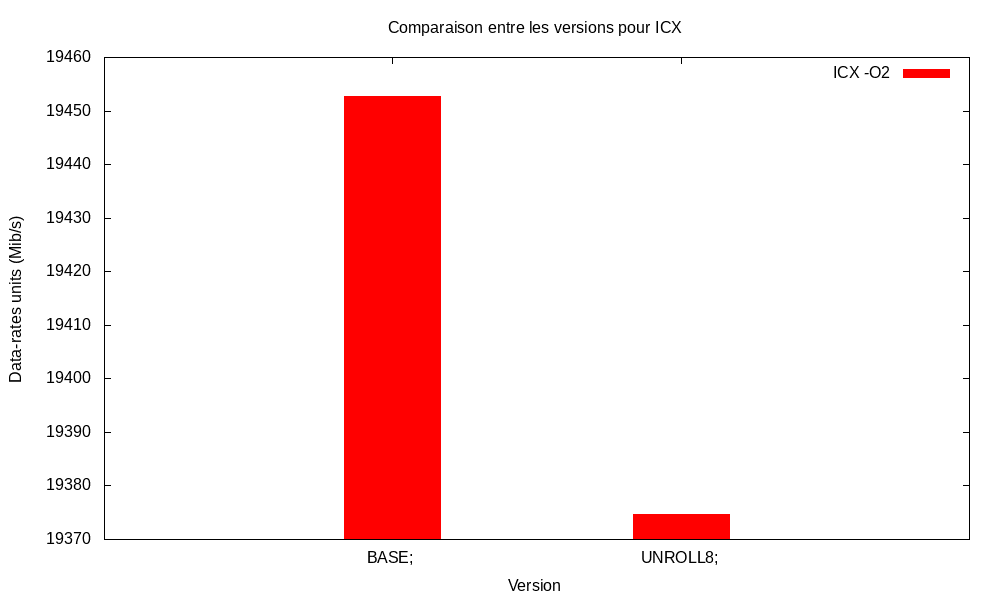 Comparaison entre les versions pour ICX
ICX -O2
19460
19450
19440
19430
19420
19410
19400
19390
19380
19370
Data-rates units (Mib/s)
BASE;
UNROLL8;
Version